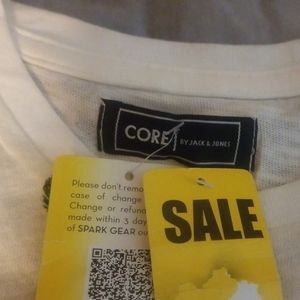 CORE
BY JACK & JONES
Please don't remo
case of change
Change or refun
made within 3 day
of SPARK GEAR ou
SALE